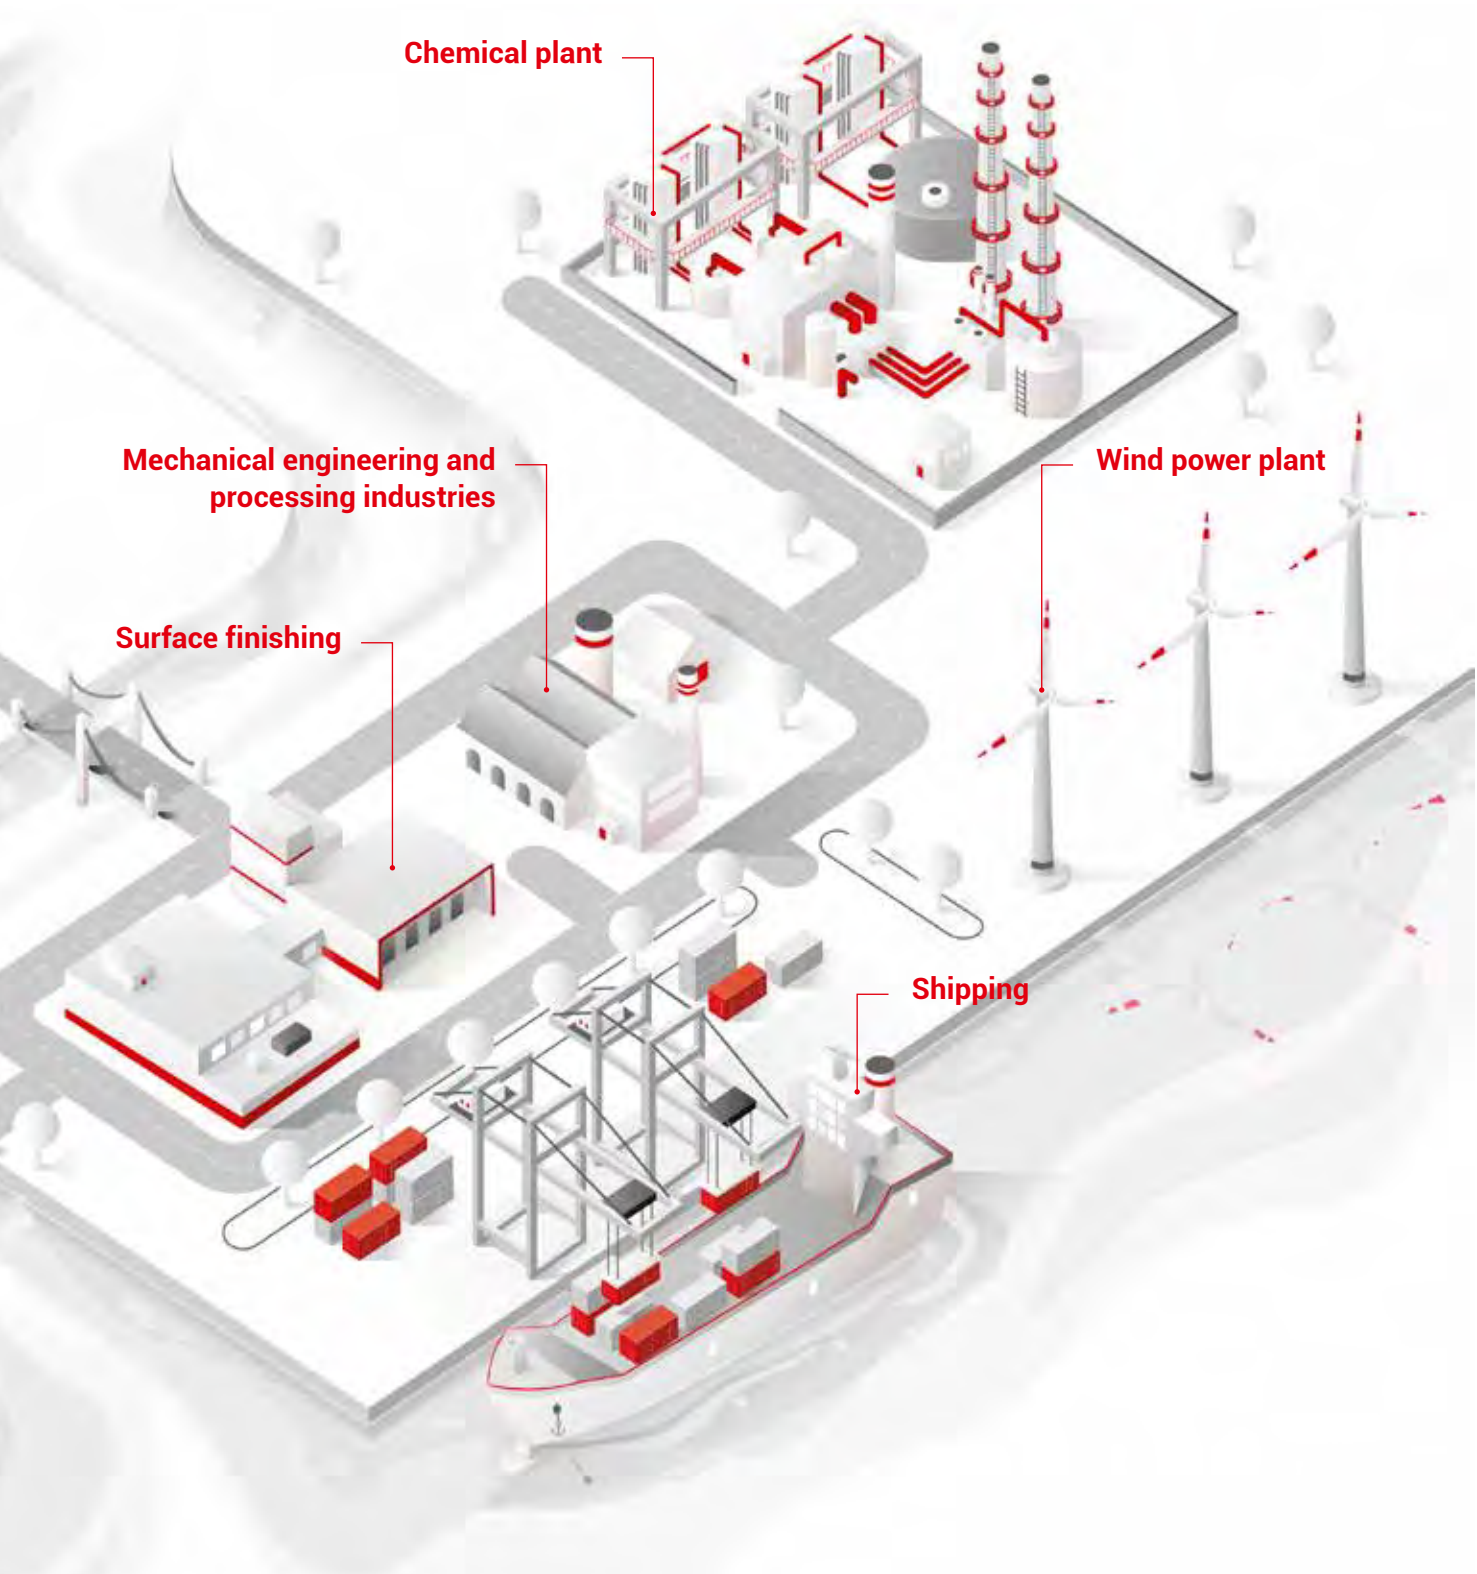 Chemical plant
Mechanical engineering and
processing industries
Wind power plant
Surface finishing
Shipping